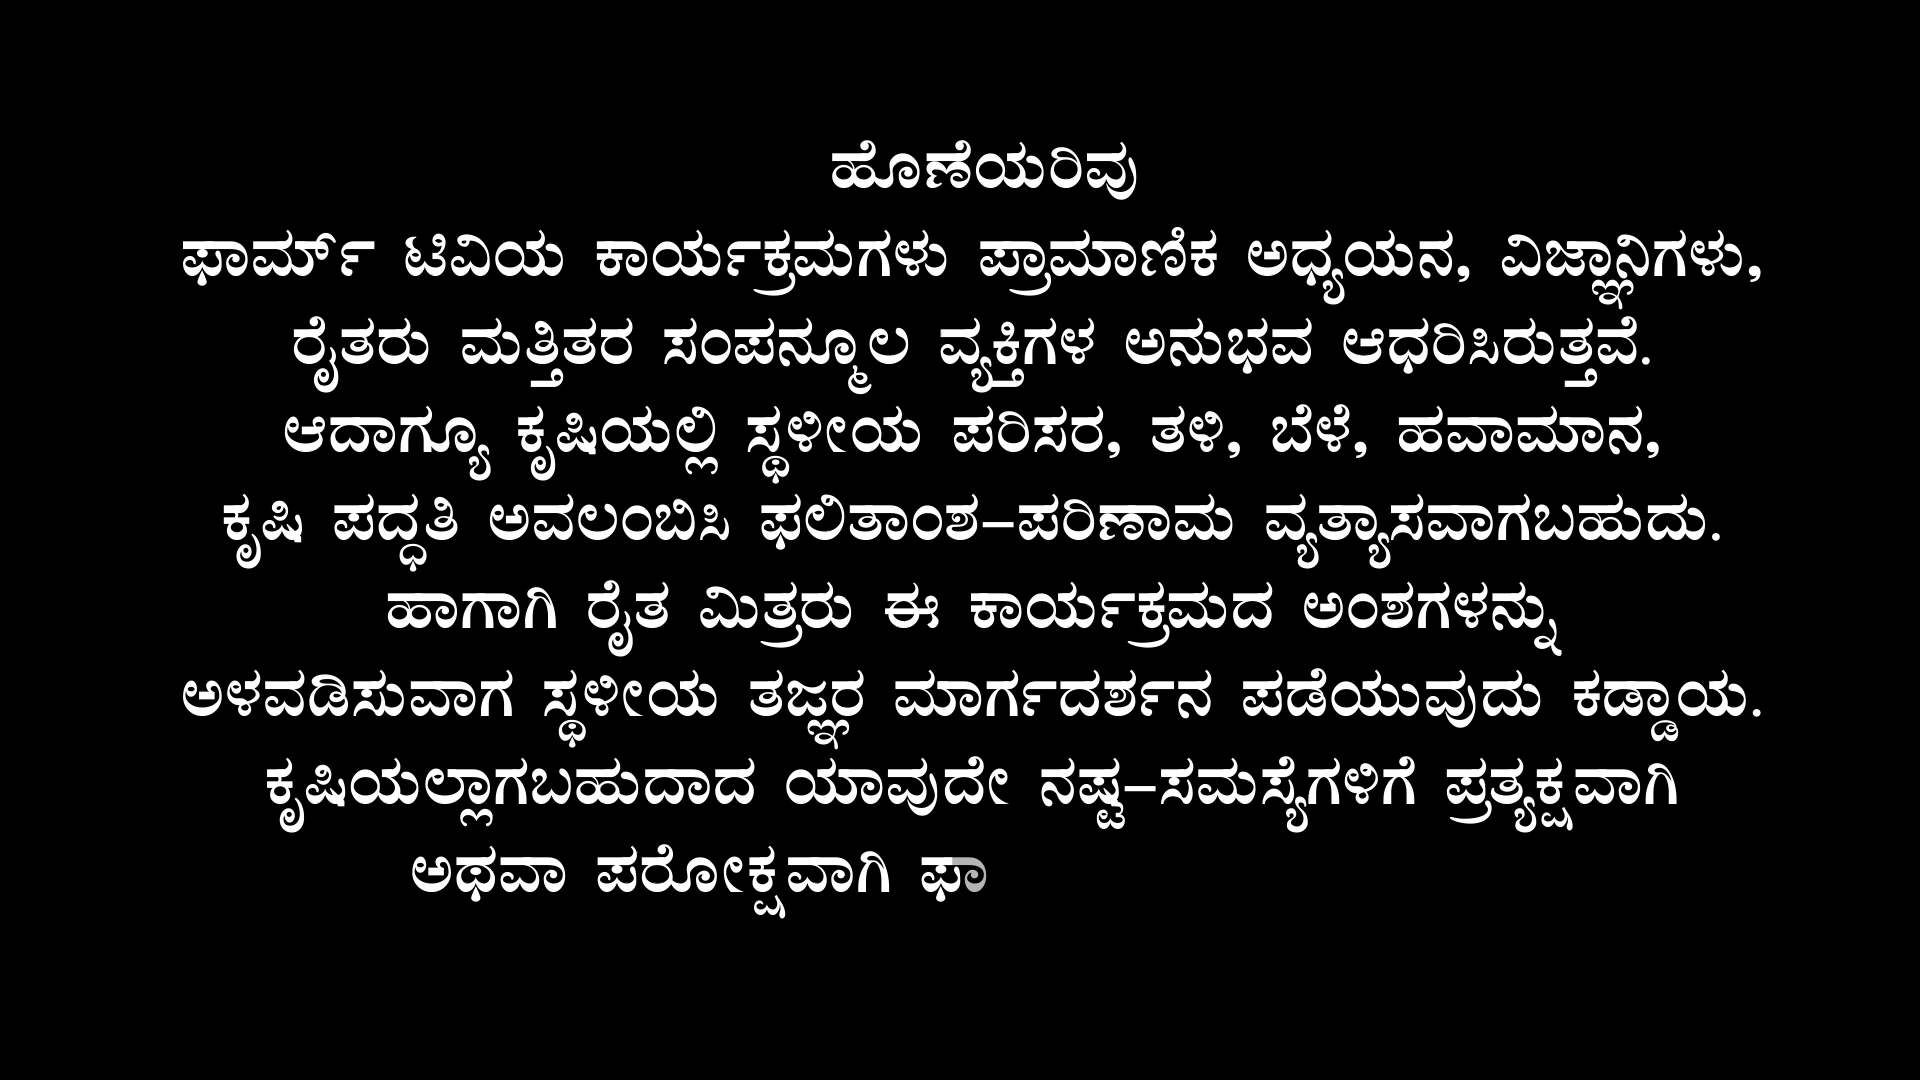 ಹೊಣೆಯರಿವು
ಫಾರ್ಮ್ ಟಿವಿಯ ಕಾರ್ಯಕ್ರಮಗಳು ಪ್ರಾಮಾಣಿಕ ಅಧ್ಯಯನ, ವಿಜ್ಞಾನಿಗಳು,
ರೈತರು ಮತ್ತಿತರ ಸಂಪನ್ಮೂಲ ವ್ಯಕ್ತಿಗಳ ಅನುಭವ ಆಧರಿಸಿರುತ್ತವೆ.
ಆದಾಗ್ಯೂ ಕೃಷಿಯಲ್ಲಿ ಸ್ಥಳೀಯ ಪರಿಸರ, ತಳಿ, ಬೆಳೆ, ಹವಾಮಾನ,
ಕೃಷಿ ಪದ್ಧತಿ ಅವಲಂಬಿಸಿ ಫಲಿತಾಂಶ-ಪರಿಣಾಮ ವ್ಯತ್ಯಾಸವಾಗಬಹುದು.
ಹಾಗಾಗಿ ರೈತ ಮಿತ್ರರು ಈ ಕಾರ್ಯಕ್ರಮದ ಅಂಶಗಳನ್ನು
ಅಳವಡಿಸುವಾಗ ಸ್ಥಳೀಯ ತಜ್ಞರ ಮಾರ್ಗದರ್ಶನ ಪಡೆಯುವುದು ಕಡ್ಡಾಯ.
ಕೃಷಿಯಲ್ಲಾಗಬಹುದಾದ ಯಾವುದೇ ನಷ್ಟ-ಸಮಸ್ಯೆಗಳಿಗೆ ಪ್ರತ್ಯಕ್ಷವಾಗಿ
ಅಥವಾ ಪರೋಕ್ಷವಾಗಿ ಫಾ